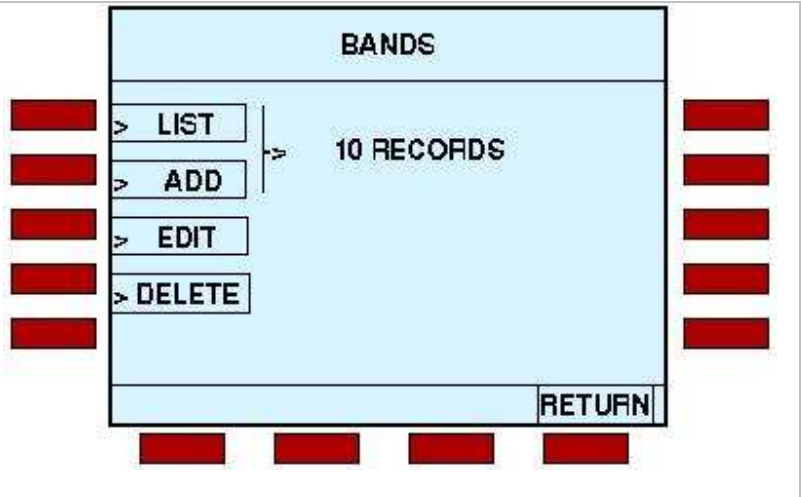 BANDS
> LIST
-> 10 RECORDS
> ADD
> EDIT
> DELETE
RETURN